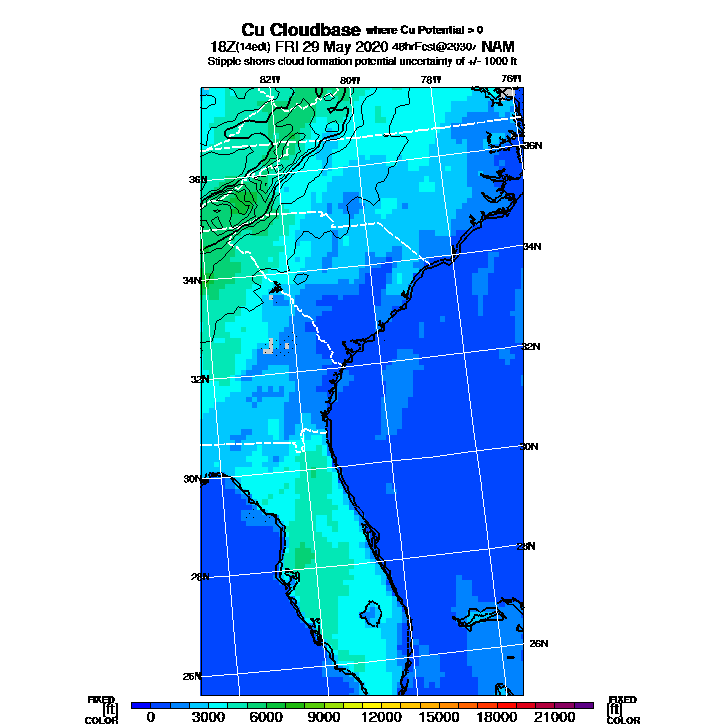 Cu Cloudbase where Cu Potential > 0
18Z(14edt) FRI 29 May 2020 48hrFcst@2030z NAM
Stipple shows cloud formation potential uncertainty of +/- 1000 ft
82W 80W 78W 76W
36N
36N
34N
34N
32N
32N
30N
30N
28N
28N
26N
26N
FIXED FIXED
[ft] [ft]
COLOR 0 3000 6000 9000 12000 15000 18000 21000 COLOR